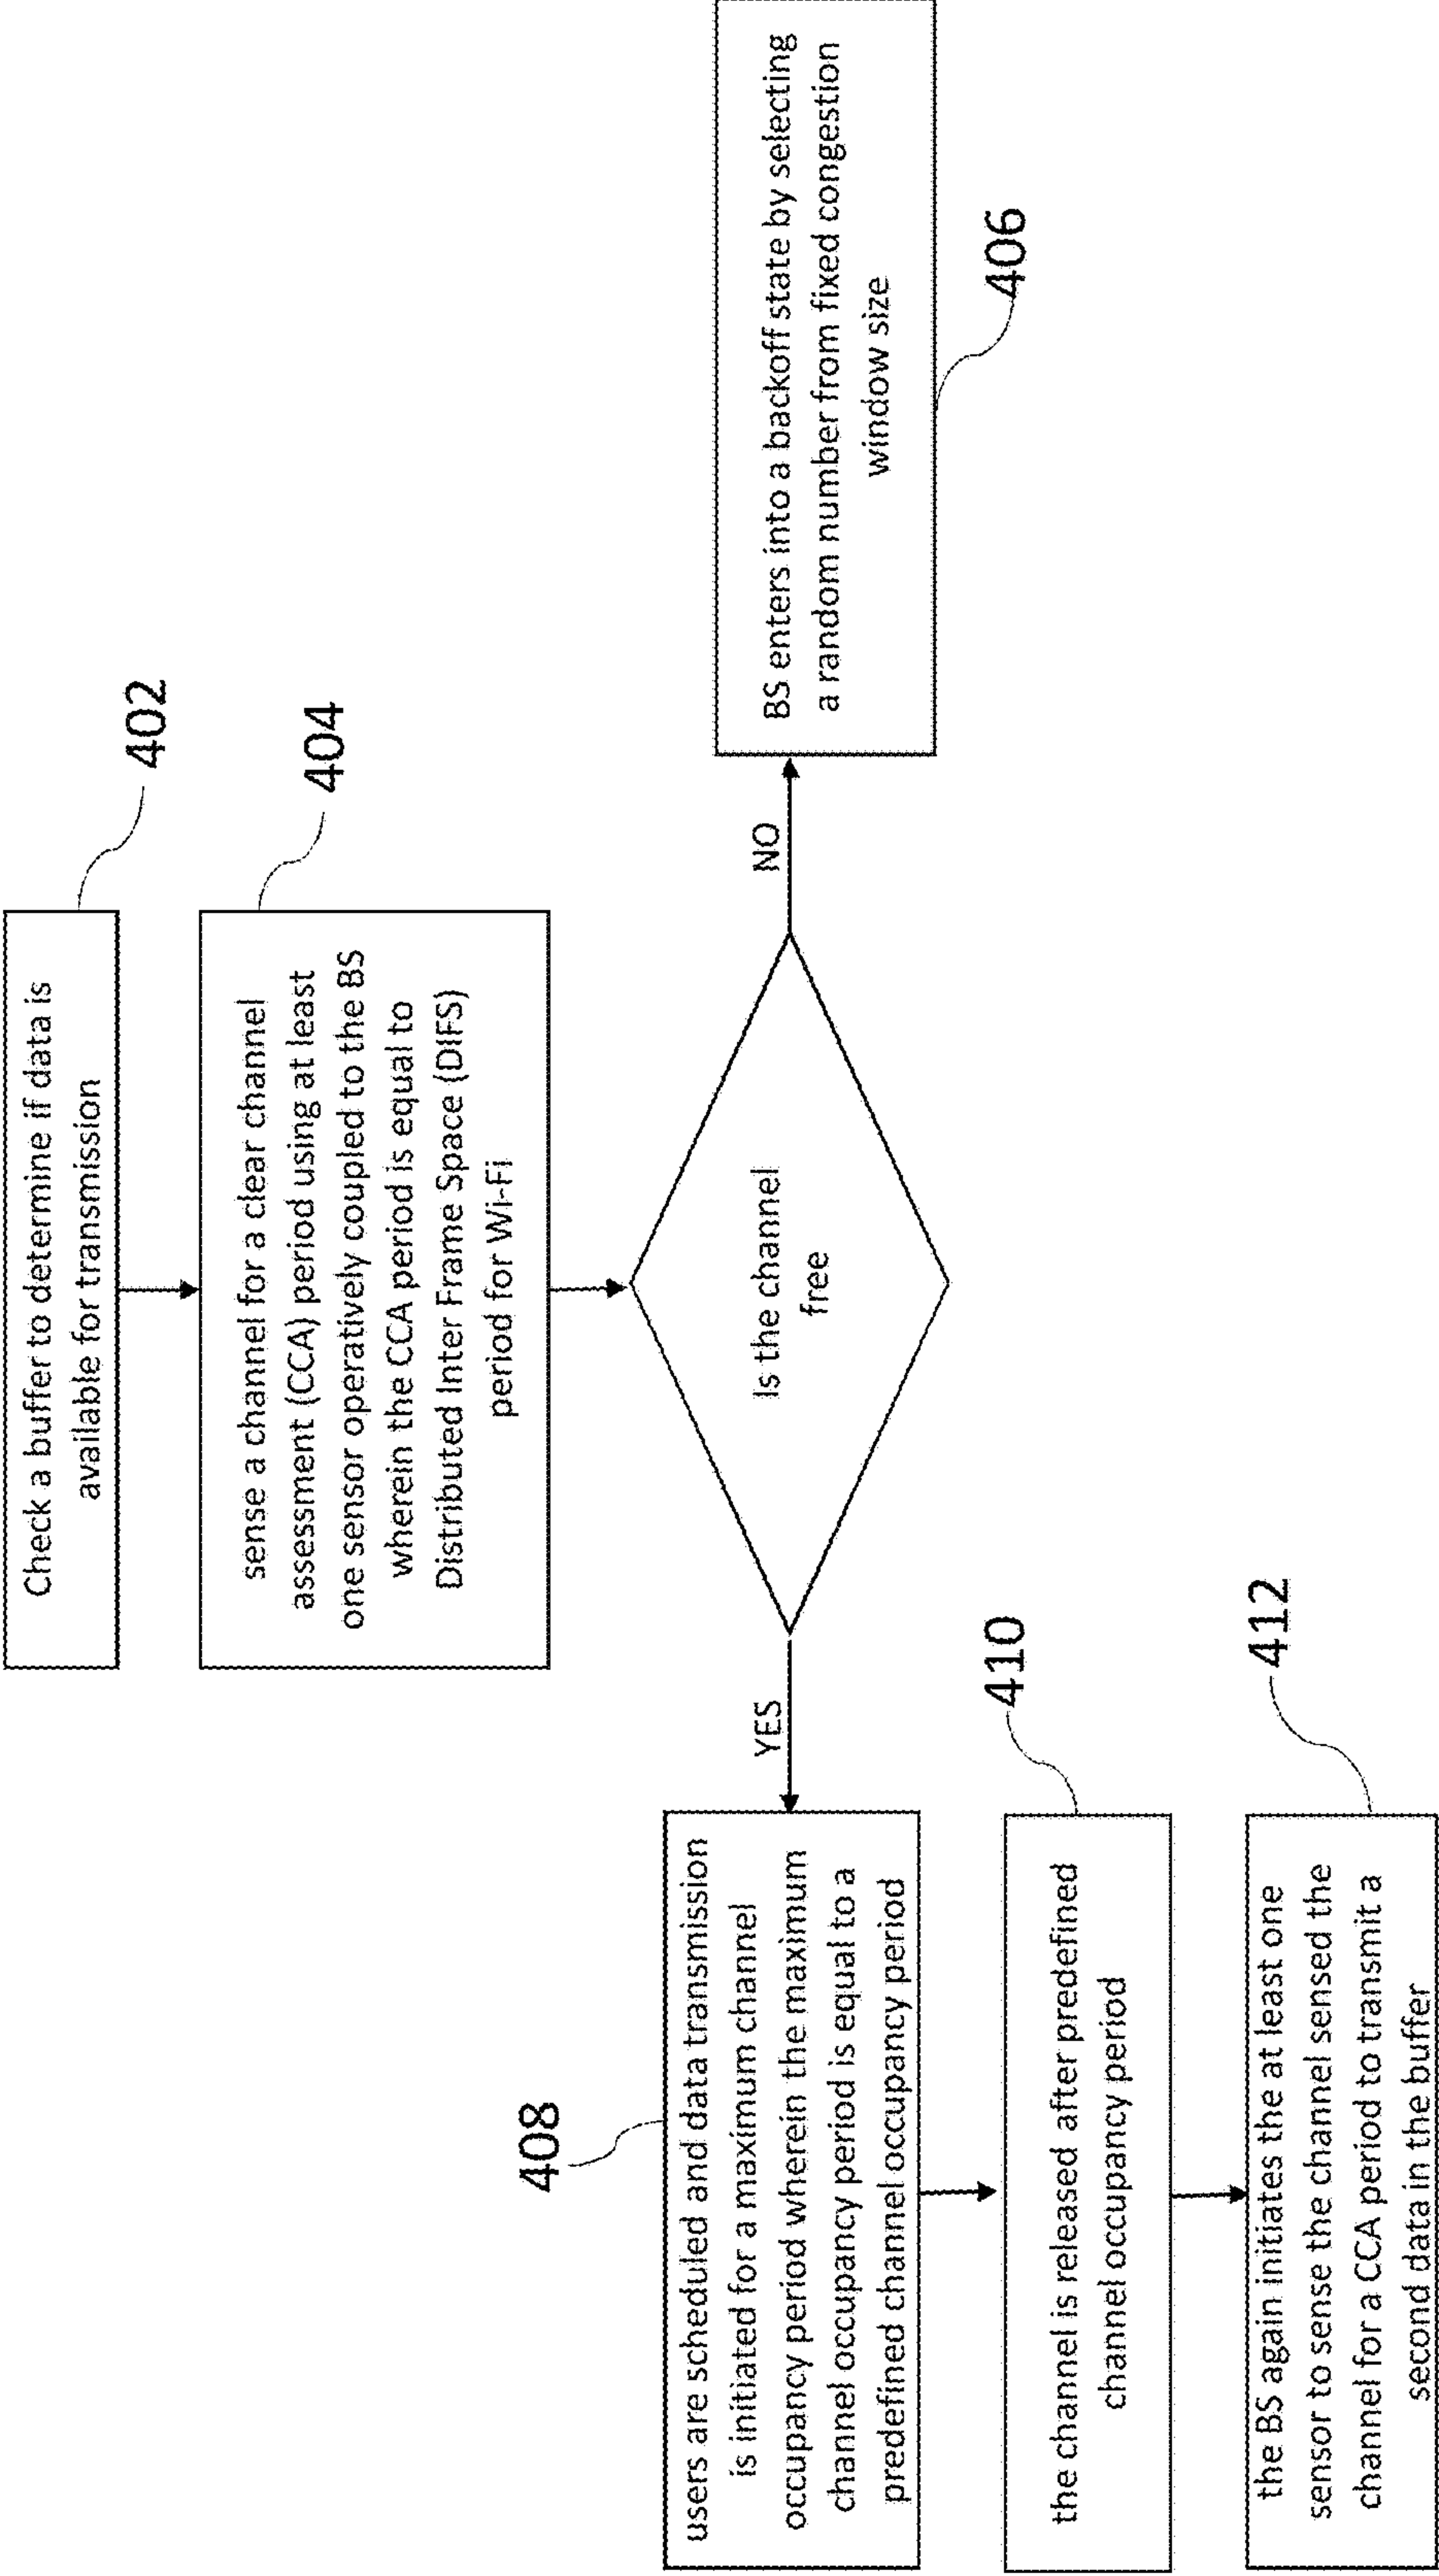 Check a buffer to determine if data is
available for transmission
402
sense a channel for a clear channel
assessment (CCA) period using at least
one sensor operatively coupled to the BS
wherein the CCA period is equal to
Distributed Inter Frame Space (DIFS)
period for Wi-Fi
404
Is the channel
free
YES
NO
BS enters into a backoff state by selecting
a random number from fixed congestion
window size
406
408
users are scheduled and data transmission
is initiated for a maximum channel
occupancy period wherein the maximum
channel occupancy period is equal to a
predefined channel occupancy period
410
the channel is released after predefined
channel occupancy period
412
the BS again initiates the at least one
sensor to sense the channel sensed the
channel for a CCA period to transmit a
second data in the buffer